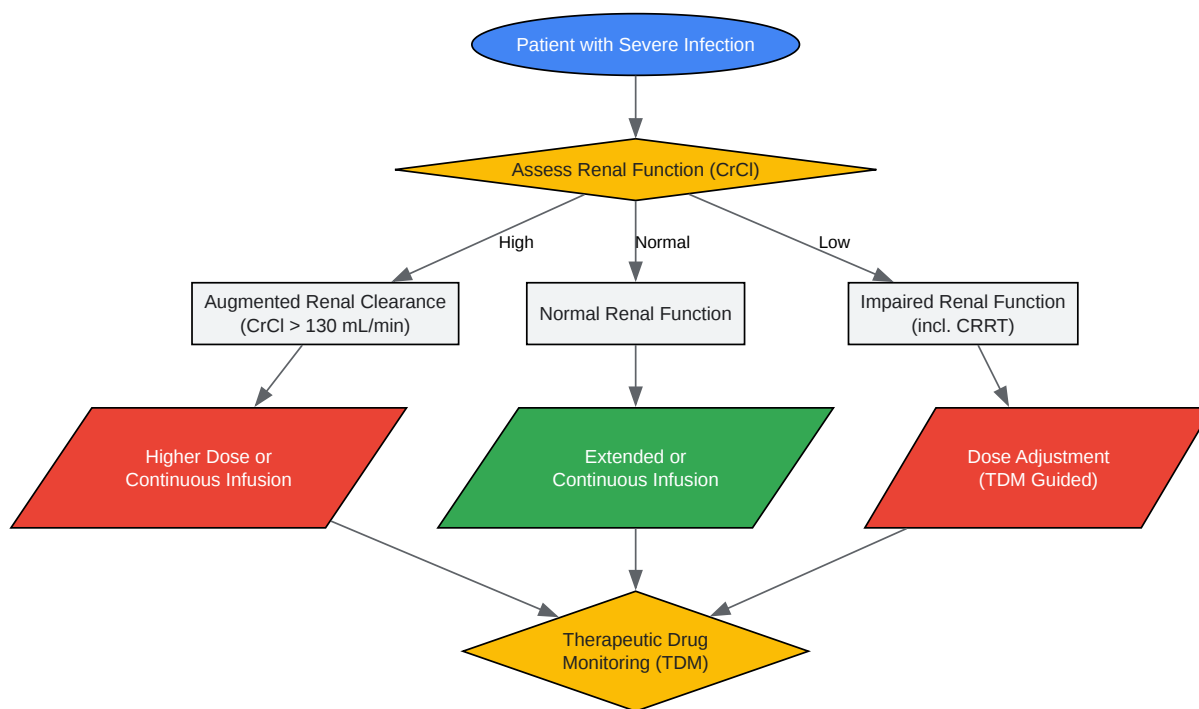 Patient with Severe Infection
Assess Renal Function (CrCl)
High
Normal
Low
Augmented Renal Clearance
(CrCl > 130 mL/min)
Normal Renal Function
Impaired Renal Function
(incl. CRRT)
Higher Dose or
Continuous Infusion
Extended or
Continuous Infusion
Dose Adjustment
(TDM Guided)
Therapeutic Drug
Monitoring (TDM)